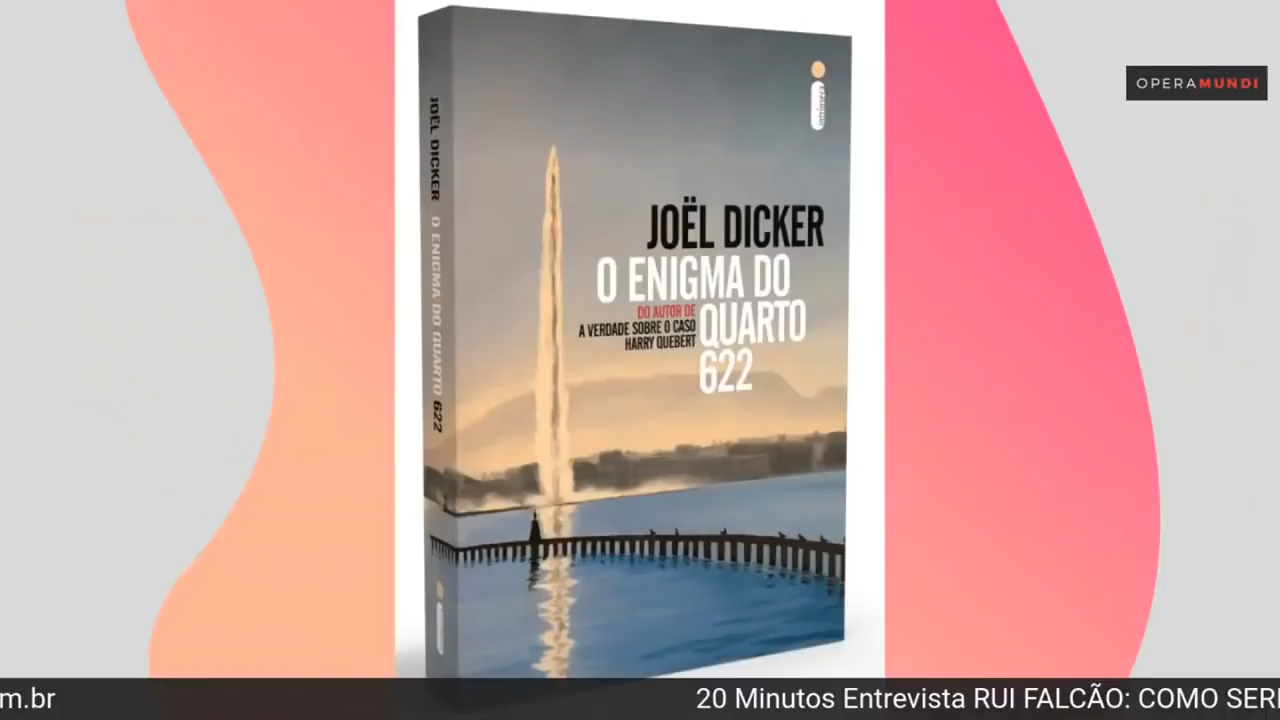 OPERAMUNDI
intrínseca
JOËL DICKER
O ENIGMA DO
QUARTO
622
DO AUTOR DE
A VERDADE SOBRE O CASO
HARRY QUEBERT
JOËL DICKER O ENIGMA DO QUARTO 622
m.br
20 Minutos Entrevista RUI FALCÃO: COMO SER